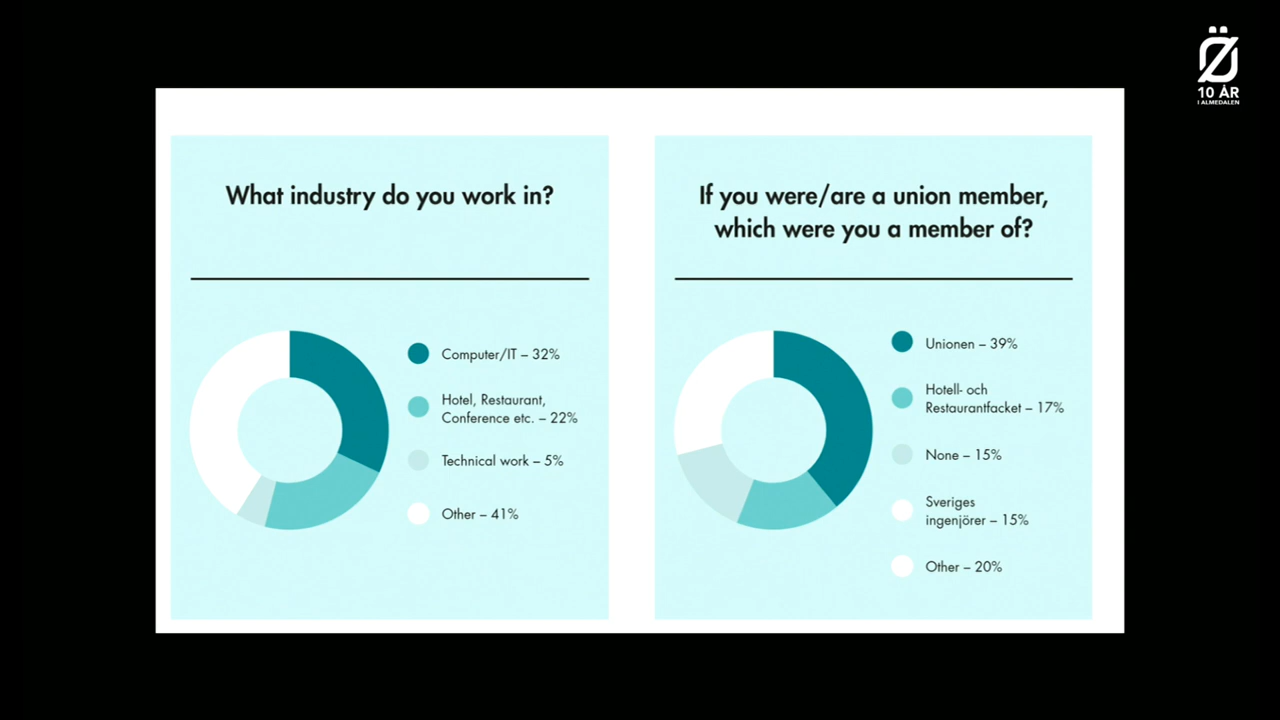 Ö
10 ÅR
I ALMEDALEN
What industry do you work in?
Computer/IT – 32%
Hotel, Restaurant,
Conference etc. – 22%
Technical work – 5%
Other – 41%
If you were/are a union member,
which were you a member of?
Unionen – 39%
Hotell- och
Restaurantfacket – 17%
None – 15%
Sveriges
ingenjörer – 15%
Other – 20%